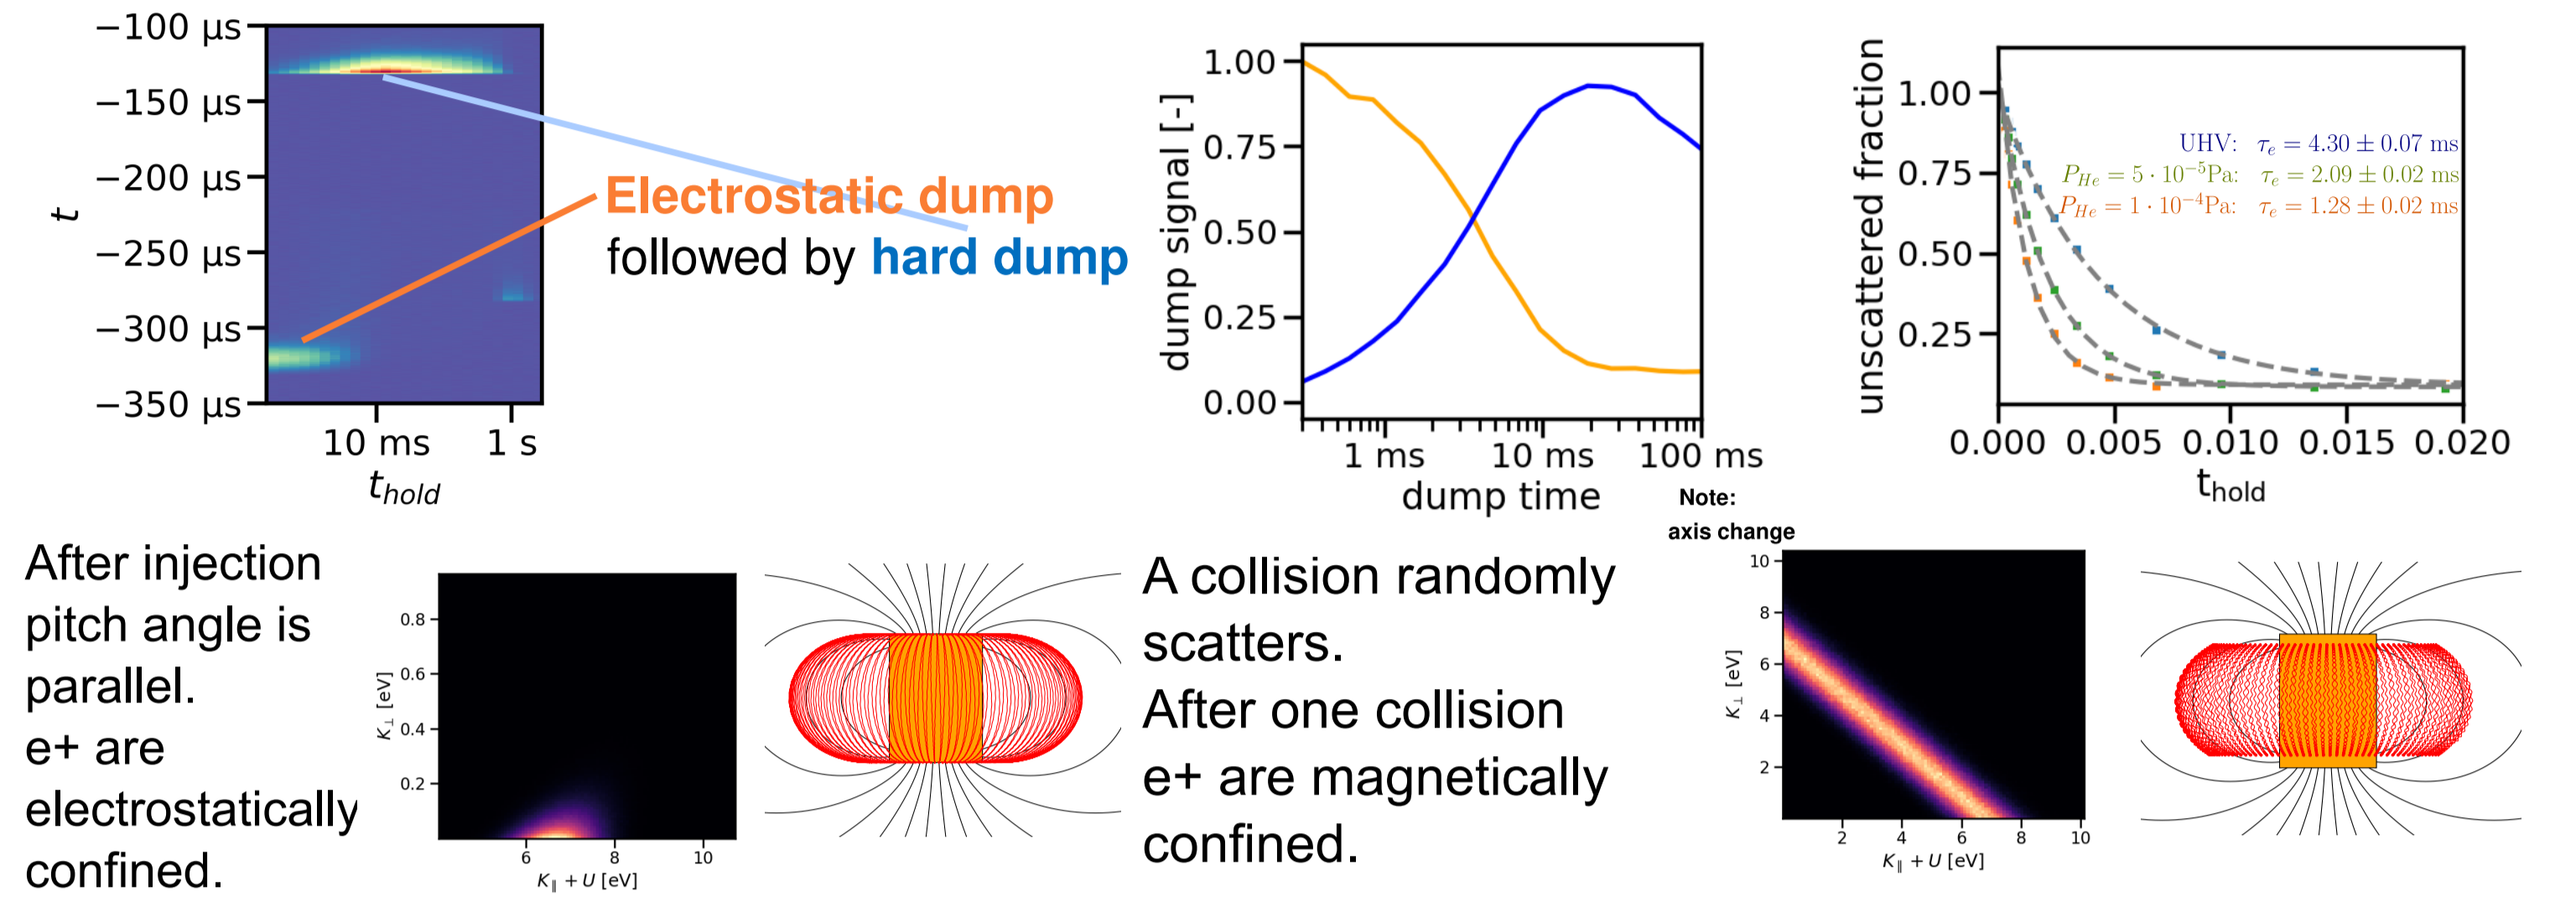 −100 µs
−150 µs
−200 µs
−250 µs
−300 µs
−350 µs
t
10 ms
1 s
t_hold
Electrostatic dump
followed by hard dump
1.00
0.75
0.50
0.25
0.00
dump signal [-]
1 ms
10 ms
100 ms
dump time
Note:
axis change
1.00
0.75
0.50
0.25
unscattered fraction
UHV: τ_e = 4.30 ± 0.07 ms
P_He = 5 · 10⁻⁵Pa: τ_e = 2.09 ± 0.02 ms
P_He = 1 · 10⁻⁴Pa: τ_e = 1.28 ± 0.02 ms
0.000
0.005
0.010
0.015
0.020
t_hold
After injection
pitch angle is
parallel.
e+ are
electrostatically
confined.
0.8
0.6
0.4
0.2
K_⊥ [eV]
6
8
10
K_∥ + U [eV]
A collision randomly
scatters.
After one collision
e+ are magnetically
confined.
10
8
6
4
2
K_⊥ [eV]
2
4
6
8
10
K_∥ + U [eV]